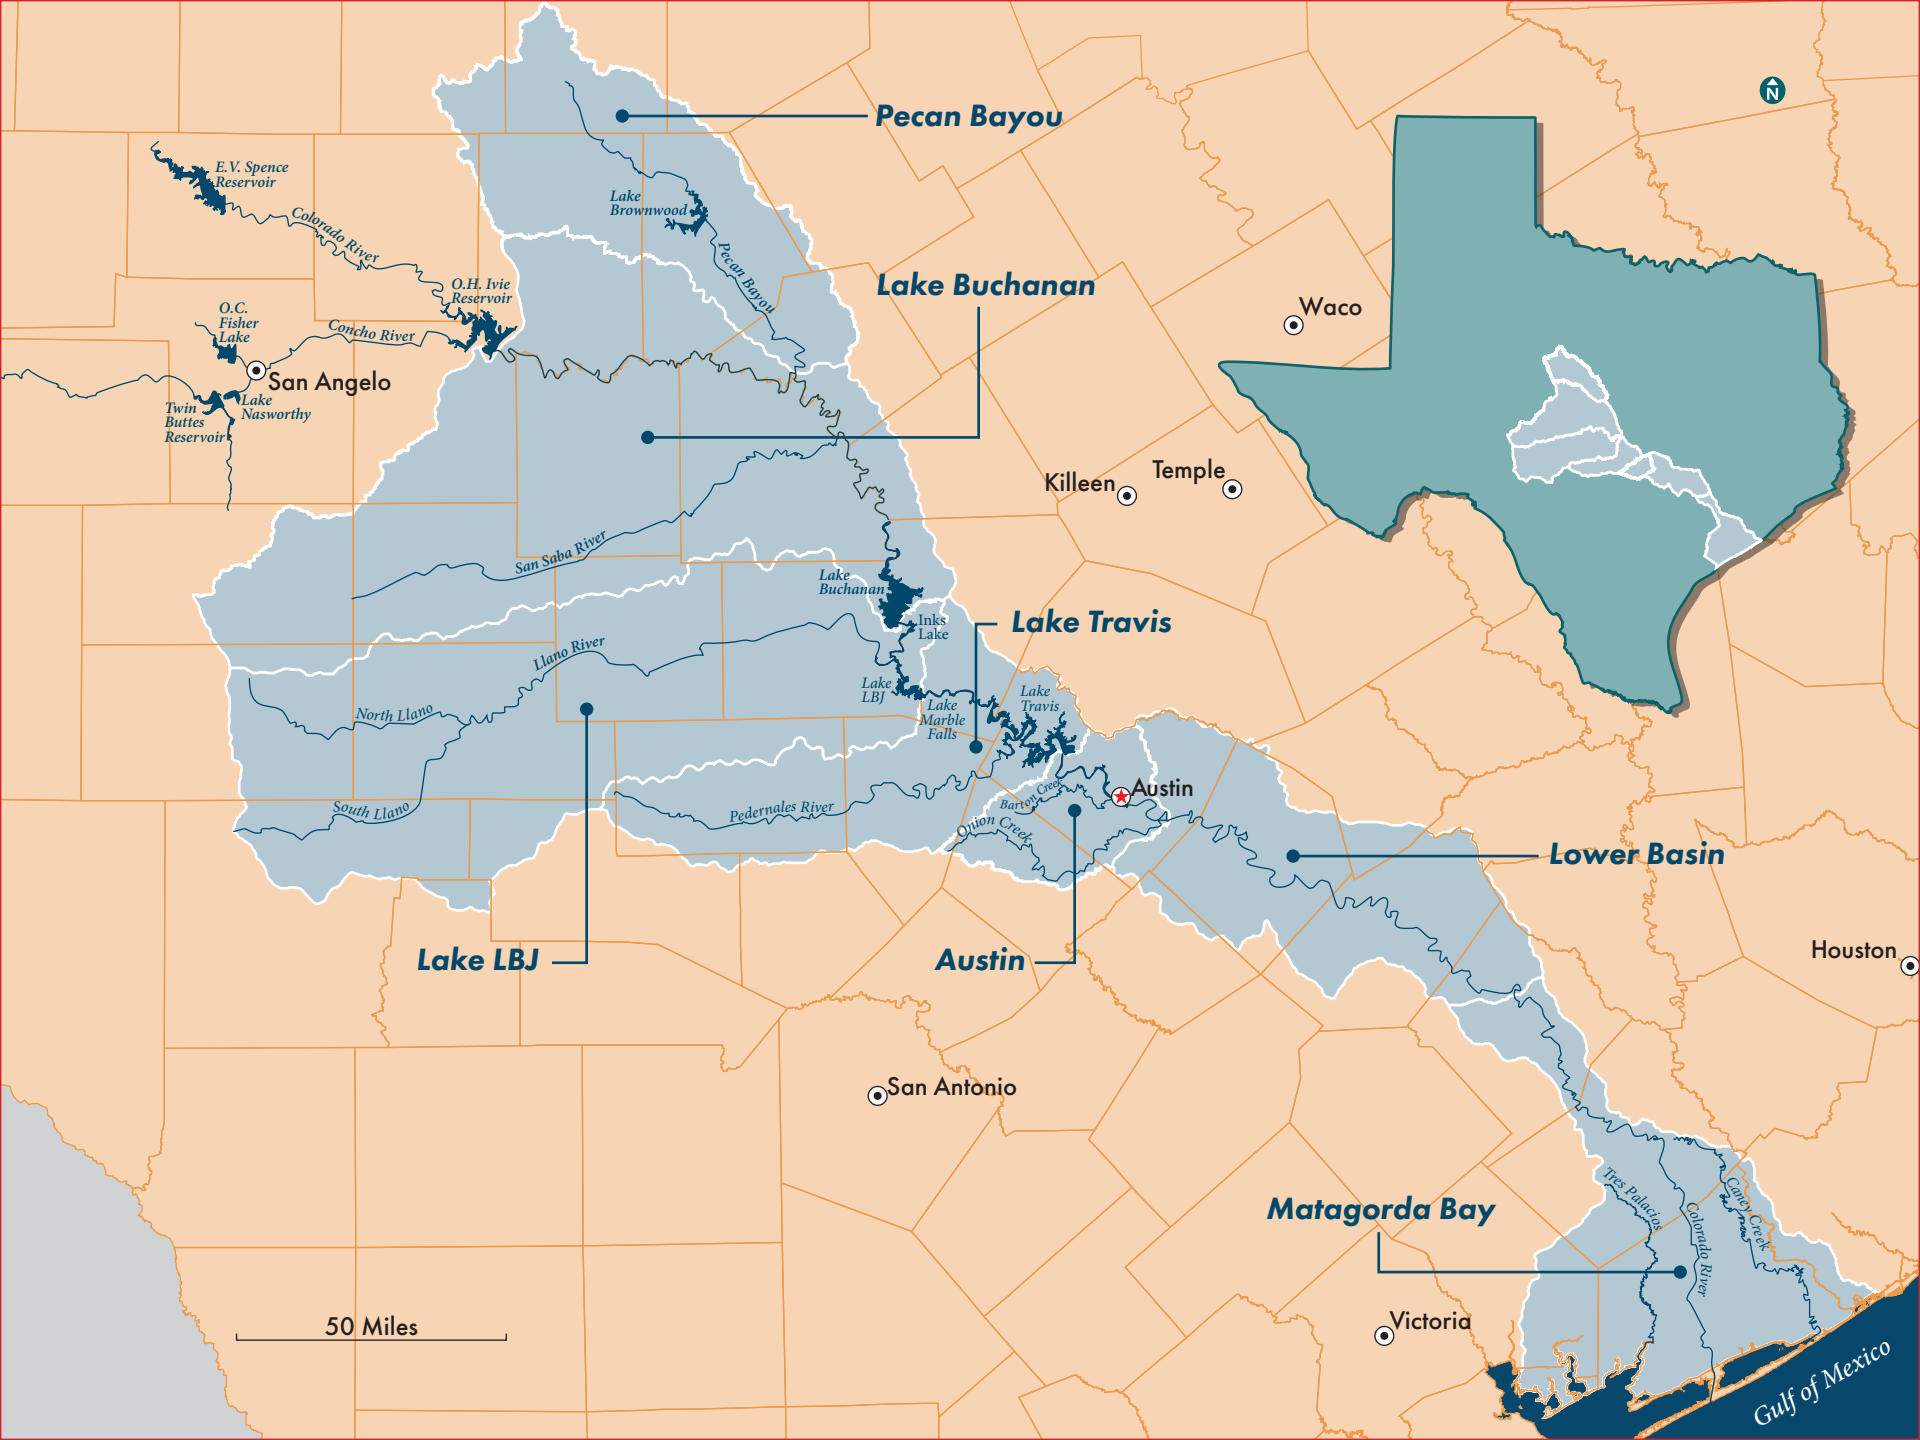 N
Pecan Bayou
E.V. Spence
Reservoir
Lake
Brownwood
Colorado River
Pecan Bayou
Lake Buchanan
O.H. Ivie
Reservoir
O.C.
Fisher
Lake
Concho River
Waco
San Angelo
Lake
Nasworthy
Twin
Buttes
Reservoir
Killeen
Temple
San Saba River
Lake
Buchanan
Inks
Lake
Lake Travis
Llano River
Lake
LBJ
Lake
Travis
Lake
Marble
Falls
North Llano
South Llano
Pedernales River
Barton Creek
Onion Creek
Austin
Lower Basin
Lake LBJ
Austin
Houston
San Antonio
Matagorda Bay
Tres Palacios
Colorado River
Caney Creek
50 Miles
Victoria
Gulf of Mexico